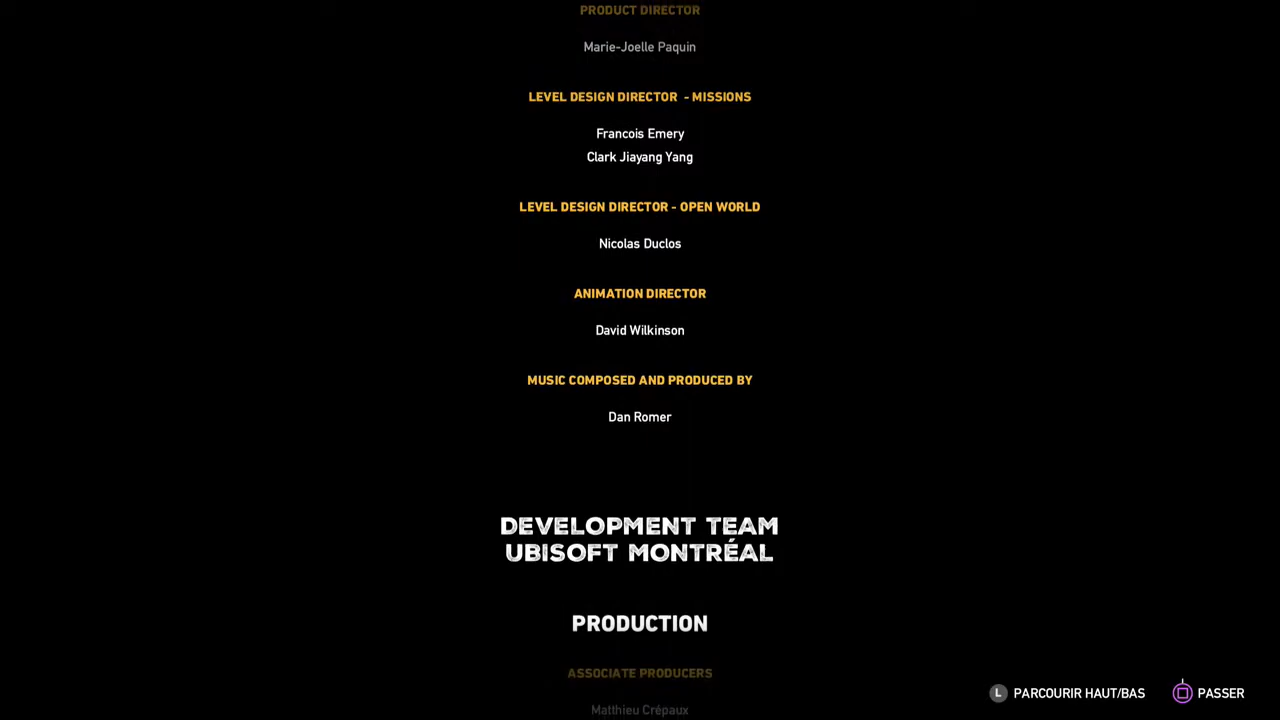 PRODUCT DIRECTOR
Marie-Joelle Paquin
LEVEL DESIGN DIRECTOR - MISSIONS
Francois Emery
Clark Jiayang Yang
LEVEL DESIGN DIRECTOR - OPEN WORLD
Nicolas Duclos
ANIMATION DIRECTOR
David Wilkinson
MUSIC COMPOSED AND PRODUCED BY
Dan Romer
DEVELOPMENT TEAM
UBISOFT MONTRÉAL
PRODUCTION
ASSOCIATE PRODUCERS
Matthieu Crépaux
L PARCOURIR HAUT/BAS PASSER